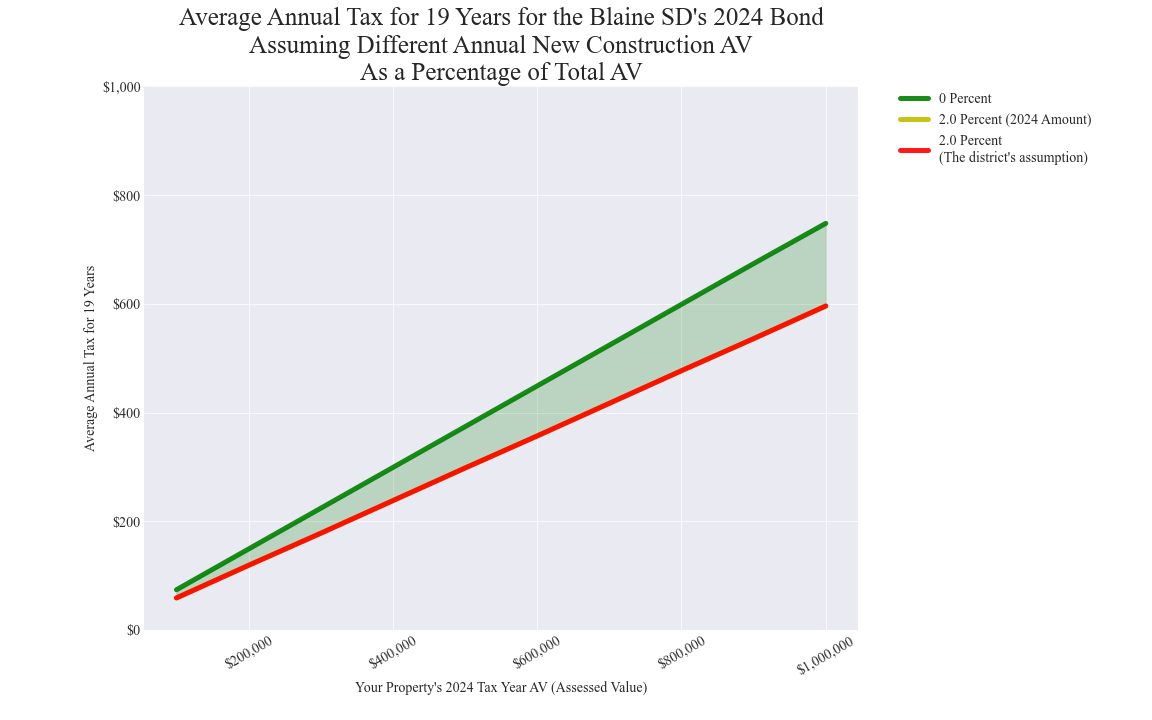 Average Annual Tax for 19 Years for the Blaine SD's 2024 Bond
Assuming Different Annual New Construction AV
As a Percentage of Total AV
$1,000
$800
$600
$400
$200
$0
Average Annual Tax for 19 Years
$200,000
$400,000
$600,000
$800,000
$1,000,000
Your Property's 2024 Tax Year AV (Assessed Value)
0 Percent
2.0 Percent (2024 Amount)
2.0 Percent
(The district's assumption)